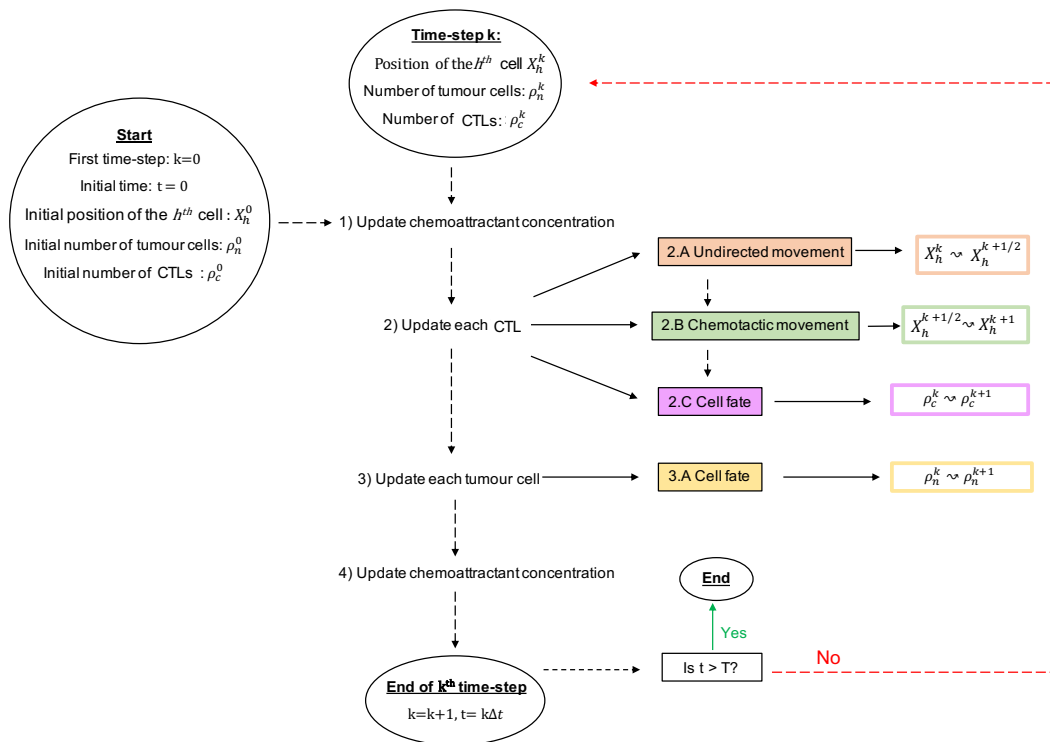 Time-step k:
Position of the h^th cell X_h^k
Number of tumour cells: ρ_n^k
Number of CTLs: ρ_c^k
Start
First time-step: k=0
Initial time: t = 0
Initial position of the h^th cell : X_h^0
Initial number of tumour cells: ρ_n^0
Initial number of CTLs : ρ_c^0
1) Update chemoattractant concentration
2) Update each CTL
2.A Undirected movement
X_h^k ⇝ X_h^{k+1/2}
2.B Chemotactic movement
X_h^{k+1/2} ⇝ X_h^{k+1}
2.C Cell fate
ρ_c^k ⇝ ρ_c^{k+1}
3) Update each tumour cell
3.A Cell fate
ρ_n^k ⇝ ρ_n^{k+1}
4) Update chemoattractant concentration
End
Yes
Is t > T?
No
End of k^th time-step
k=k+1, t= kΔt